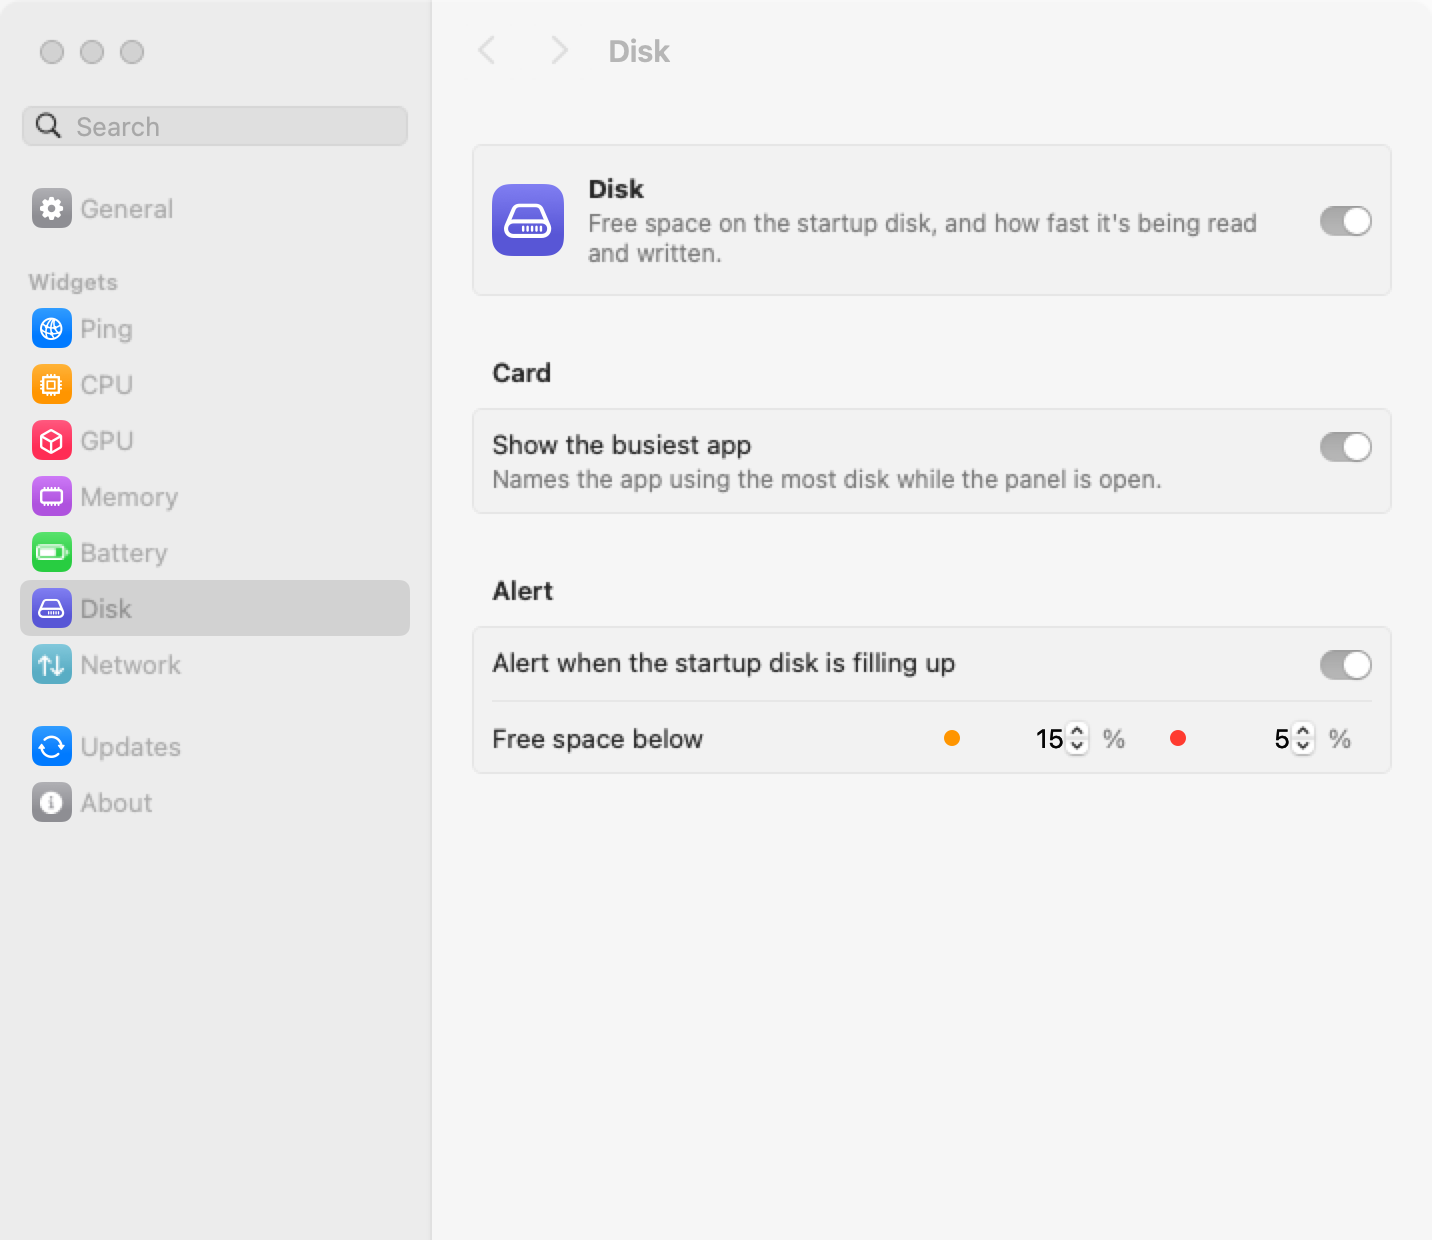 Disk
Search
General
Widgets
Ping
CPU
GPU
Memory
Battery
Disk
Network
Updates
About
Disk
Free space on the startup disk, and how fast it's being read
and written.
Card
Show the busiest app
Names the app using the most disk while the panel is open.
Alert
Alert when the startup disk is filling up
Free space below 15 % 5 %